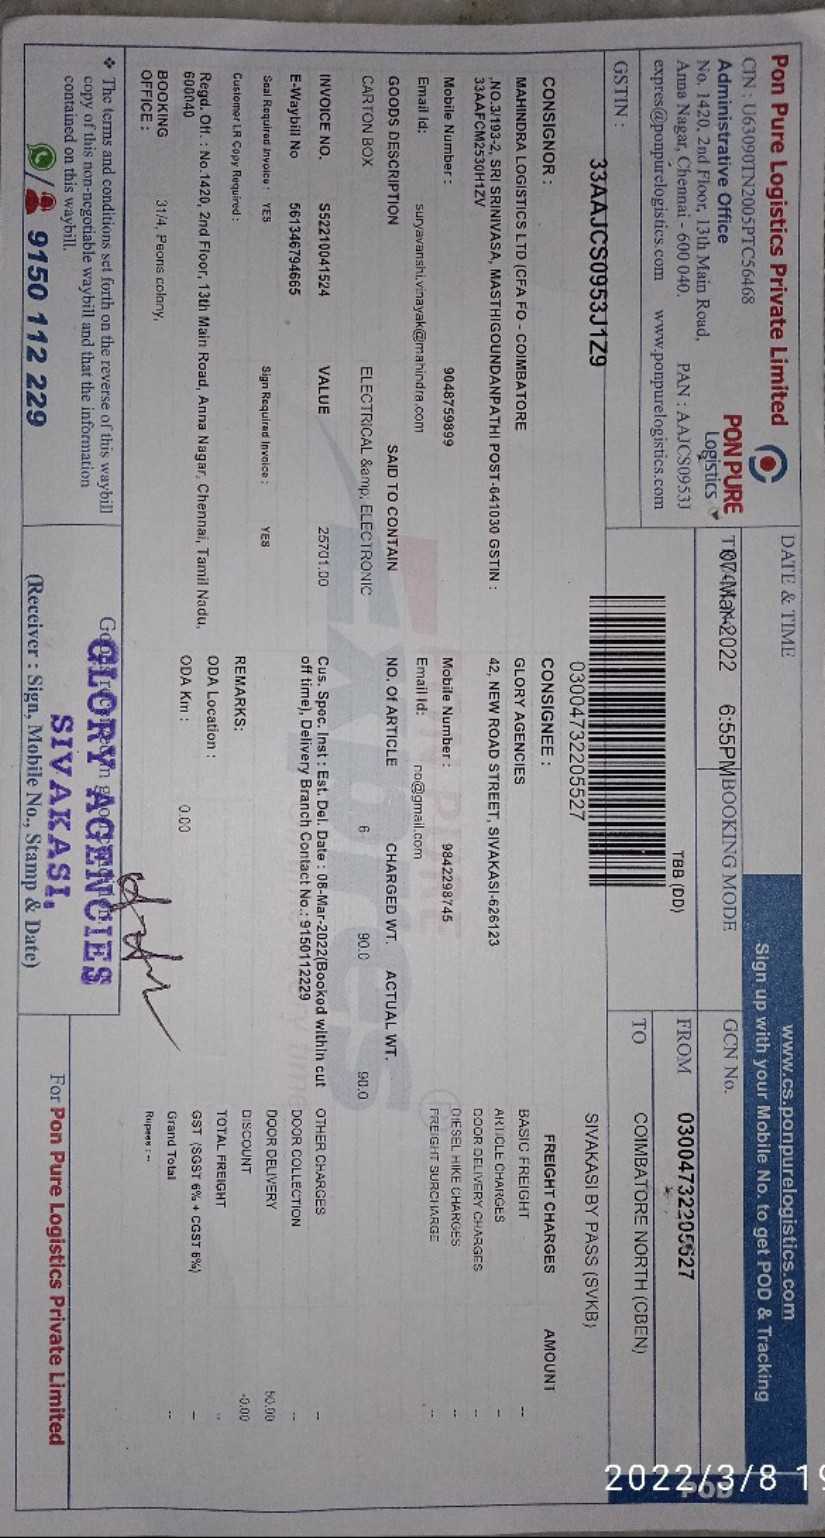 Pon Pure Logistics Private Limited
CIN : U63090TN2005PTC56468
Administrative Office
No. 1420, 2nd Floor, 13th Main Road,
Anna Nagar, Chennai - 600 040. PAN : AAJCS0953J
expres@ponpurelogistics.com www.ponpurelogistics.com
PON PURE
Logistics
GSTIN : 33AAJCS0953J1Z9
DATE & TIME
07-Mar-2022 6:55PM
BOOKING MODE
TBB (DD)
03004732205527
www.cs.ponpurelogistics.com
Sign up with your Mobile No. to get POD & Tracking
GCN No.
03004732205527
FROM COIMBATORE NORTH (CBEN)
TO SIVAKASI BY PASS (SVKB)
POD
CONSIGNOR :
MAHINDRA LOGISTICS LTD (CFA FO - COIMBATORE
,NO.3/193-2, SRI SRINIVASA, MASTHIGOUNDANPATHI POST-641030 GSTIN :
33AAFCM2530H1ZV
Mobile Number : 9048759899
Email Id: suryavanshi.vinayak@mahindra.com
CONSIGNEE :
GLORY AGENCIES
42, NEW ROAD STREET, SIVAKASI-626123
Mobile Number : 9842298745
Email Id: no@gmail.com
GOODS DESCRIPTION SAID TO CONTAIN NO. Of ARTICLE CHARGED WT. ACTUAL WT.
CARTON BOX ELECTRICAL &amp; ELECTRONIC 6 90.0 90.0
INVOICE NO. S52210041524 VALUE 25701.00
E-Waybill No 561346794665
Seal Required Invoice : YES Sign Required Invoice : YES
Customer LR Copy Required :
Cus. Spec. Inst : Est. Del. Date : 08-Mar-2022(Booked within cut
off time), Delivery Branch Contact No.: 9150112229
REMARKS:
ODA Location :
ODA Km : 0.00
Regd. Off. : No.1420, 2nd Floor, 13th Main Road, Anna Nagar, Chennai, Tamil Nadu,
600040
BOOKING 31/4, Peons colony,
OFFICE :
FREIGHT CHARGES AMOUNT
BASIC FREIGHT --
ARTICLE CHARGES --
DOOR DELIVERY CHARGES --
DIESEL HIKE CHARGES --
FREIGHT SURCHARGE --
OTHER CHARGES --
DOOR COLLECTION --
DOOR DELIVERY 50.00
DISCOUNT -0.00
TOTAL FREIGHT --
GST (SGST 6% + CGST 6%) --
Grand Total --
Rupees : --
❖ The terms and conditions set forth on the reverse of this waybill
copy of this non-negotiable waybill and that the information
contained on this waybill.
9150 112 229
GLORY AGENCIES
SIVAKASI.
(Receiver : Sign, Mobile No., Stamp & Date)
For Pon Pure Logistics Private Limited
2022/3/8 19